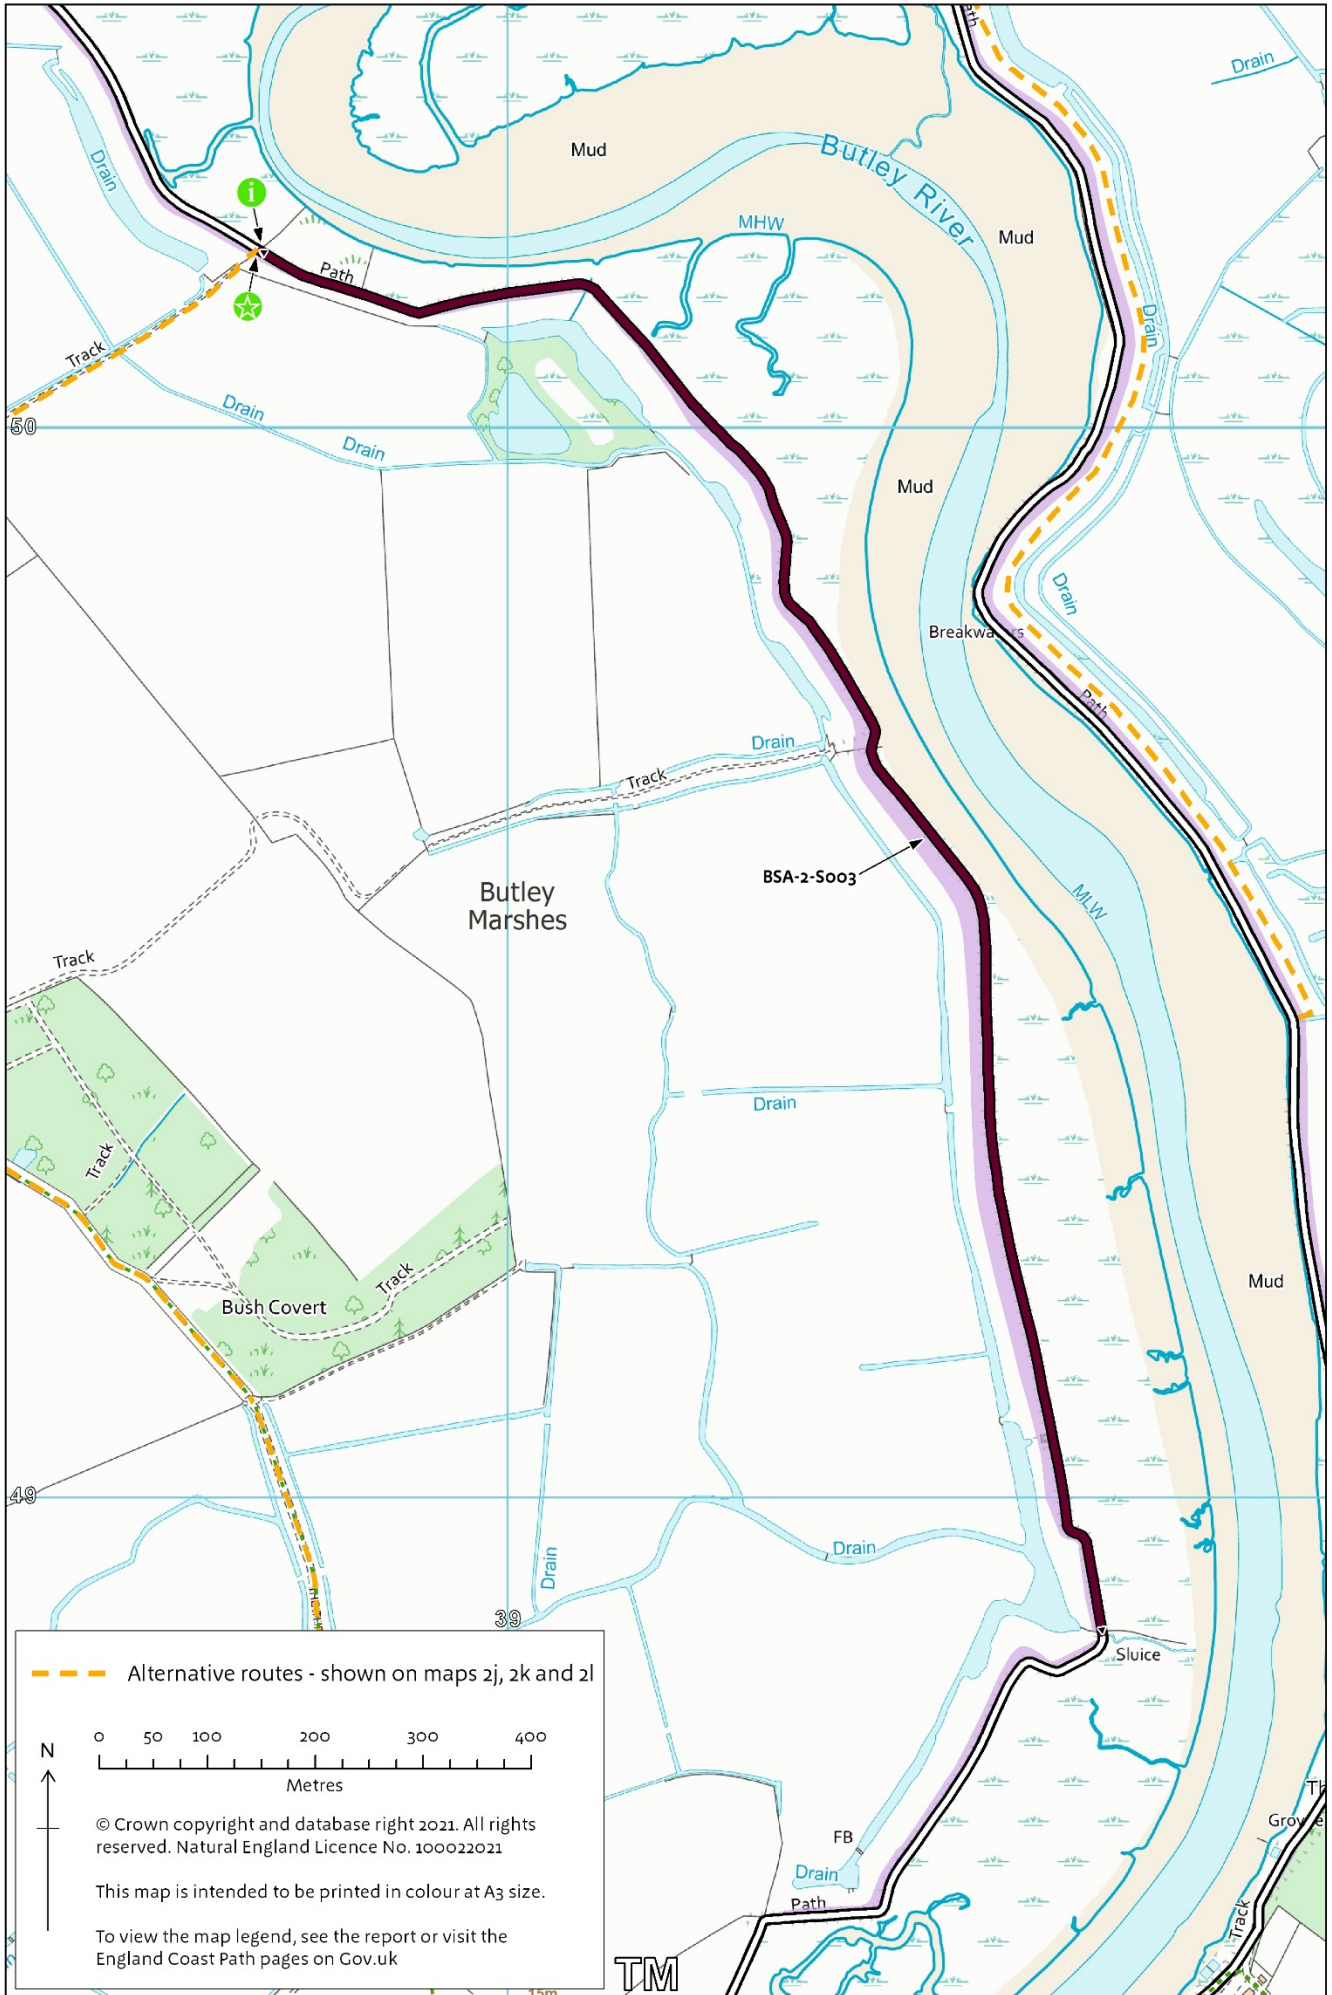 Path
Drain
Mud
Butley River
Drain
i
MHW
Mud
Path
Drain
Track
Drain
50
Drain
Mud
Drain
Breakwaters
Path
Drain
Track
BSA-2-S003
Butley
Marshes
MLW
Track
Drain
Track
Track
Mud
Bush Covert
49
Drain
Drain
39
Sluice
Alternative routes - shown on maps 2j, 2k and 2l
0 50 100 200 300 400
Metres
N
© Crown copyright and database right 2021. All rights
reserved. Natural England Licence No. 100022021
This map is intended to be printed in colour at A3 size.
To view the map legend, see the report or visit the
England Coast Path pages on Gov.uk
FB
Drain
Path
Track
TM
15m